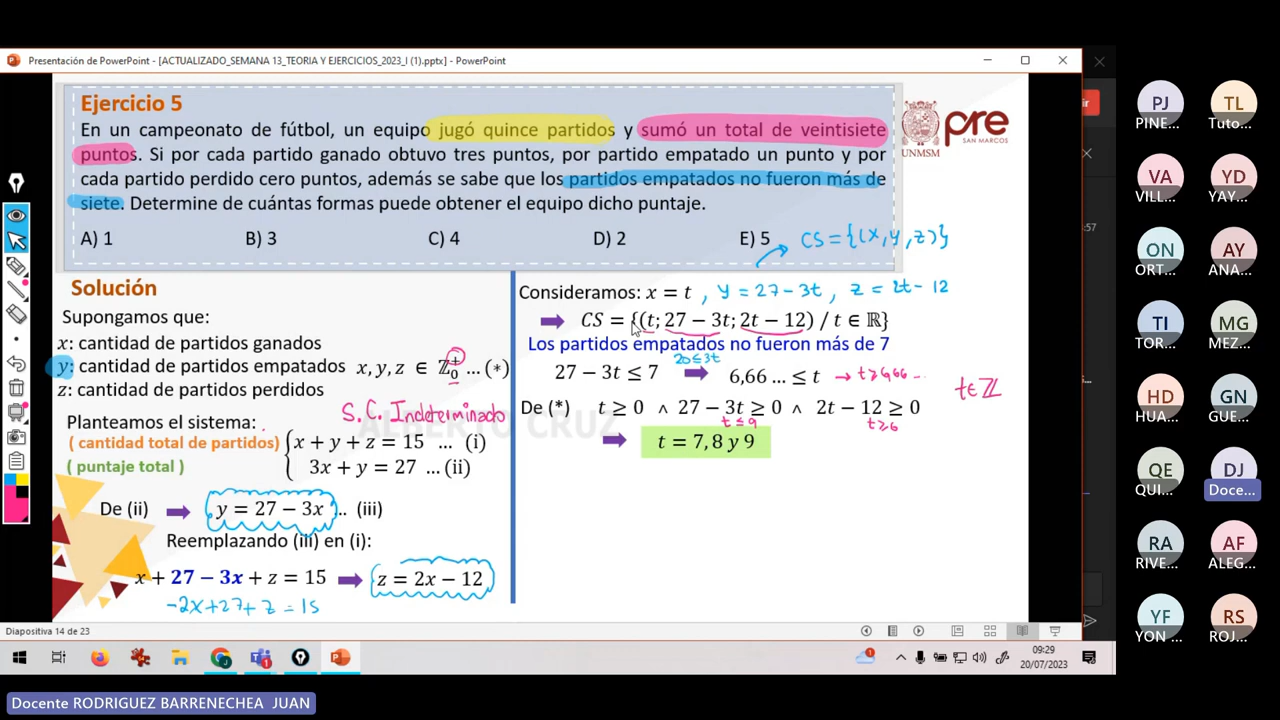 Presentación de PowerPoint - [ACTUALIZADO_SEMANA 13_TEORIA Y EJERCICIOS_2023_I (1).pptx] - PowerPoint
Ejercicio 5
En un campeonato de fútbol, un equipo jugó quince partidos y sumó un total de veintisiete
puntos. Si por cada partido ganado obtuvo tres puntos, por partido empatado un punto y por
cada partido perdido cero puntos, además se sabe que los partidos empatados no fueron más de
siete. Determine de cuántas formas puede obtener el equipo dicho puntaje.
A) 1 B) 3 C) 4 D) 2 E) 5
CS = {(x, y, z)}
UNMSM
pre
SAN MARCOS
Solución
Supongamos que:
x: cantidad de partidos ganados
y: cantidad de partidos empatados x, y, z ∈ ℤ₀⁺ ... (*)
z: cantidad de partidos perdidos
S.C. Indeterminado
Planteamos el sistema:
( cantidad total de partidos) x + y + z = 15 ... (i)
( puntaje total ) 3x + y = 27 ...(ii)
ALBERTO CRUZ
De (ii) y = 27 − 3x .. (iii)
Reemplazando (iii) en (i):
x + 27 − 3x + z = 15 z = 2x − 12
-2x+27+z=15
Consideramos: x = t , y = 27-3t , z = 2t-12
CS = {(t; 27 − 3t; 2t − 12) / t ∈ ℝ}
Los partidos empatados no fueron más de 7
20≤3t
27 − 3t ≤ 7 6,66 ... ≤ t → t≥6,66...
t∈ℤ
De (*) t ≥ 0 ∧ 27 − 3t ≥ 0 ∧ 2t − 12 ≥ 0
t≤9 t≥6
t = 7, 8 y 9
Diapositiva 14 de 23
09:29
20/07/2023
Docente RODRIGUEZ BARRENECHEA JUAN
ir
:57
PJ TL
PINE... Tuto...
VA YD
VILL... YAY...
ON AY
ORT... ANA...
TI MG
TOR... MEZ...
HD GN
HUA... GUE...
QE DJ
QUI... Doce...
RA AF
RIVE... ALEG...
YF RS
YON ... ROJ...